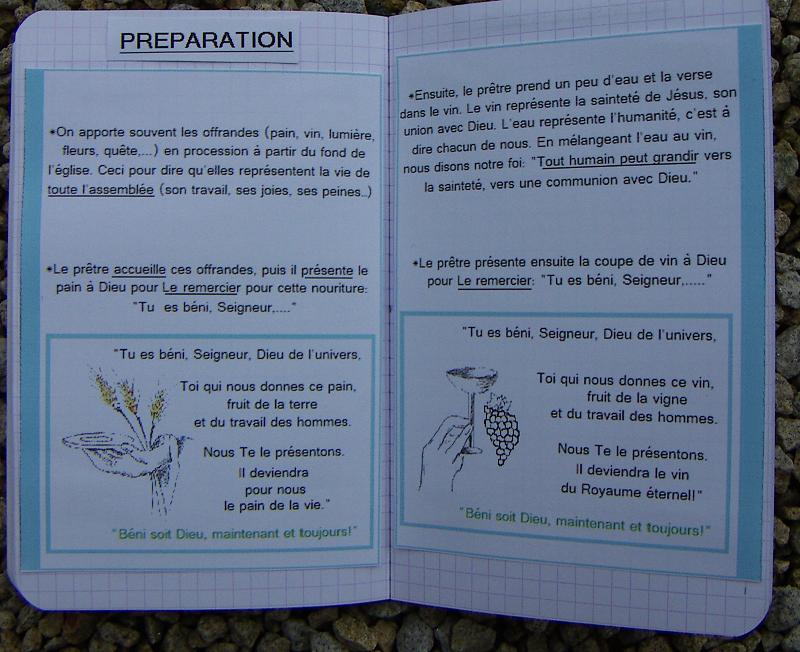 PREPARATION
*On apporte souvent les offrandes (pain, vin, lumière,
fleurs, quête,...) en procession à partir du fond de
l'église. Ceci pour dire qu'elles représentent la vie de
toute l'assemblée (son travail, ses joies, ses peines..)
*Le prêtre accueille ces offrandes, puis il présente le
pain à Dieu pour Le remercier pour cette nouriture:
"Tu es béni, Seigneur,...."
"Tu es béni, Seigneur, Dieu de l'univers,
Toi qui nous donnes ce pain,
fruit de la terre
et du travail des hommes.
Nous Te le présentons.
Il deviendra
pour nous
le pain de la vie."
"Béni soit Dieu, maintenant et toujours!"
*Ensuite, le prêtre prend un peu d'eau et la verse
dans le vin. Le vin représente la sainteté de Jésus, son
union avec Dieu. L'eau représente l'humanité, c'est à
dire chacun de nous. En mélangeant l'eau au vin,
nous disons notre foi: "Tout humain peut grandir vers
la sainteté, vers une communion avec Dieu."
*Le prêtre présente ensuite la coupe de vin à Dieu
pour Le remercier: "Tu es béni, Seigneur,....."
"Tu es béni, Seigneur, Dieu de l'univers,
Toi qui nous donnes ce vin,
fruit de la vigne
et du travail des hommes.
Nous Te le présentons.
Il deviendra le vin
du Royaume éternel!"
"Béni soit Dieu, maintenant et toujours!"